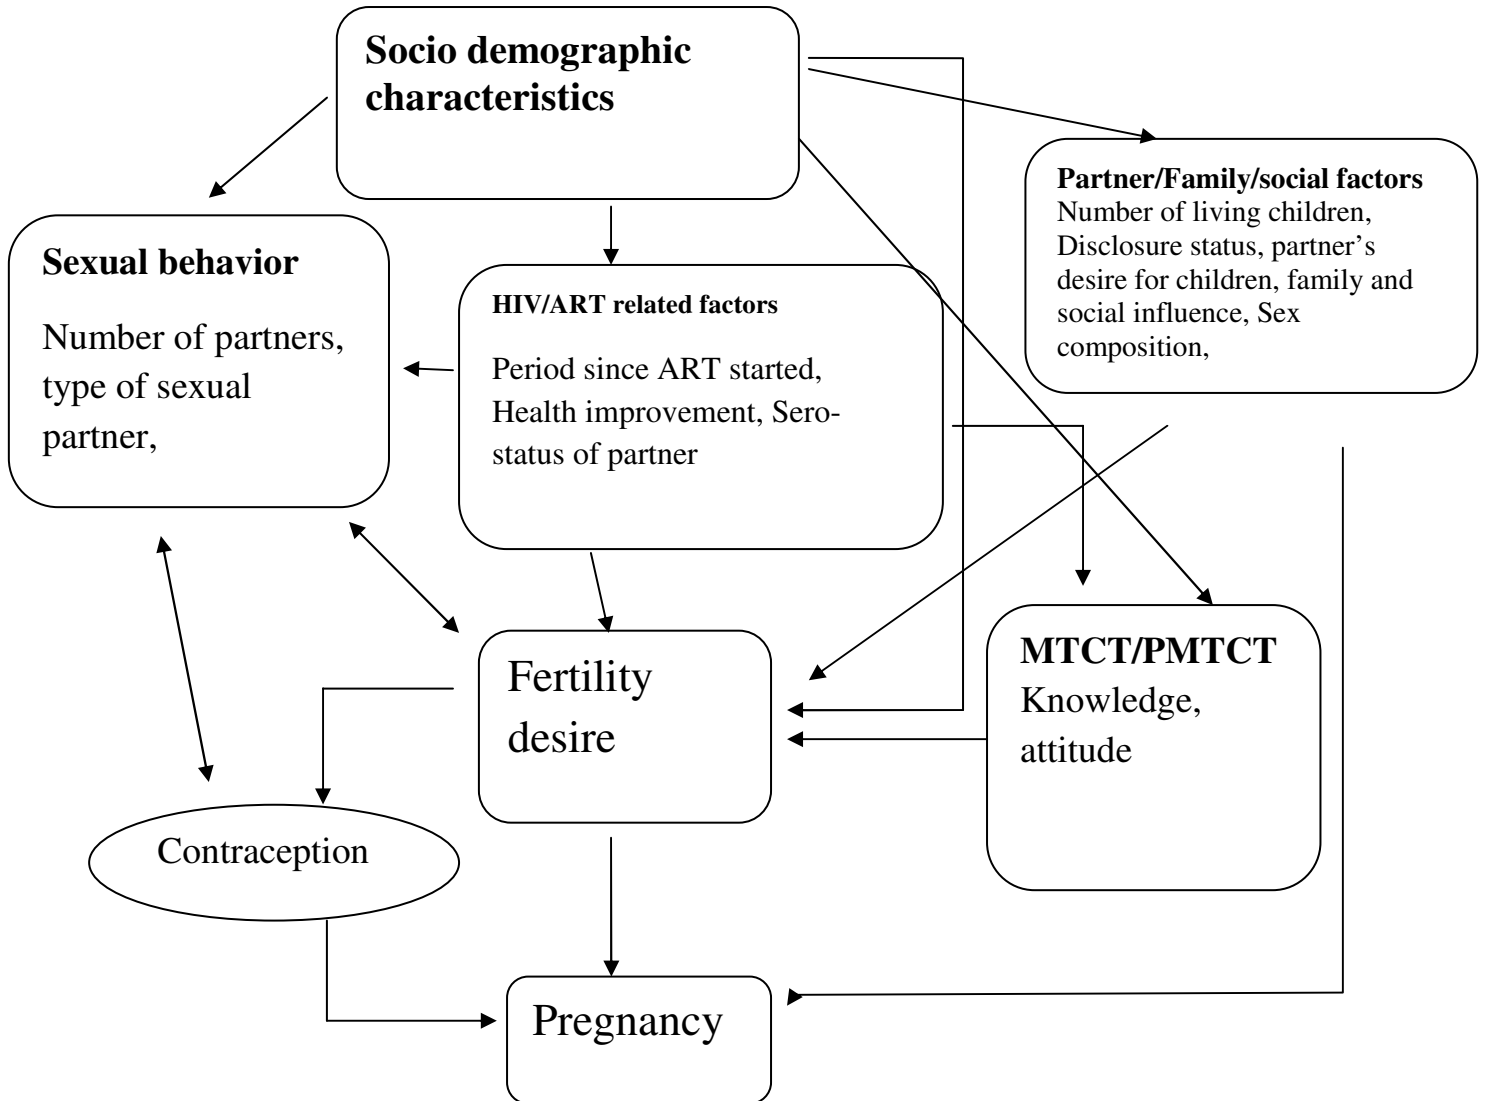 Socio demographic
characteristics
Partner/Family/social factors
Number of living children,
Disclosure status, partner’s
desire for children, family and
social influence, Sex
composition,
Sexual behavior
Number of partners,
type of sexual
partner,
HIV/ART related factors
Period since ART started,
Health improvement, Sero-
status of partner
Fertility
desire
MTCT/PMTCT
Knowledge,
attitude
Contraception
Pregnancy